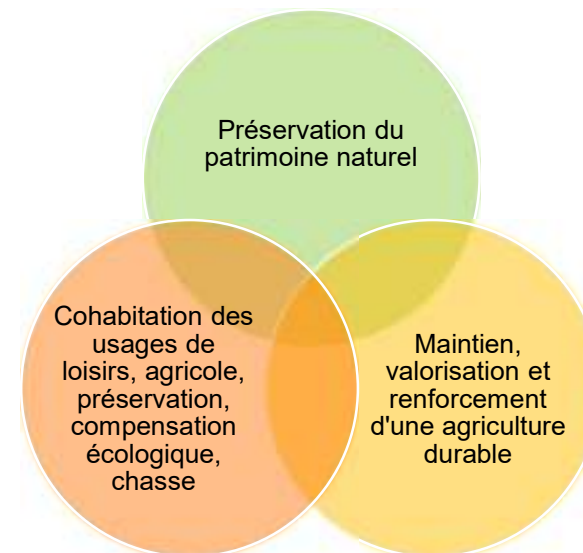 Préservation du
patrimoine naturel
Cohabitation des
usages de
loisirs, agricole,
préservation,
compensation
écologique,
chasse
Maintien,
valorisation et
renforcement
d'une agriculture
durable